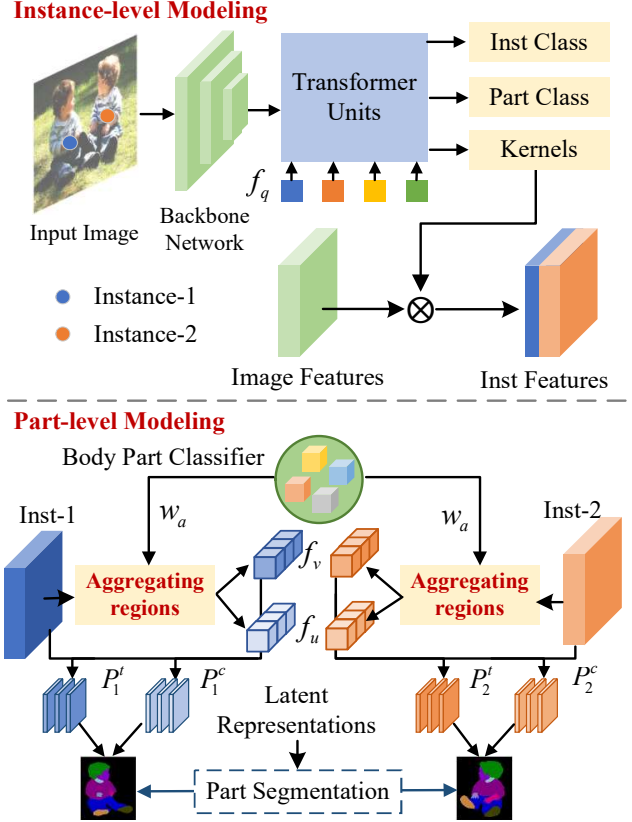 Instance-level Modeling
Input Image
Backbone
Network
Transformer
Units
f_q
Inst Class
Part Class
Kernels
Instance-1
Instance-2
Image Features
⊗
Inst Features
Part-level Modeling
Body Part Classifier
Inst-1
w_a
w_a
Inst-2
Aggregating
regions
f_v
f_u
Aggregating
regions
P_1^t
P_1^c
Latent
Representations
P_2^t
P_2^c
Part Segmentation